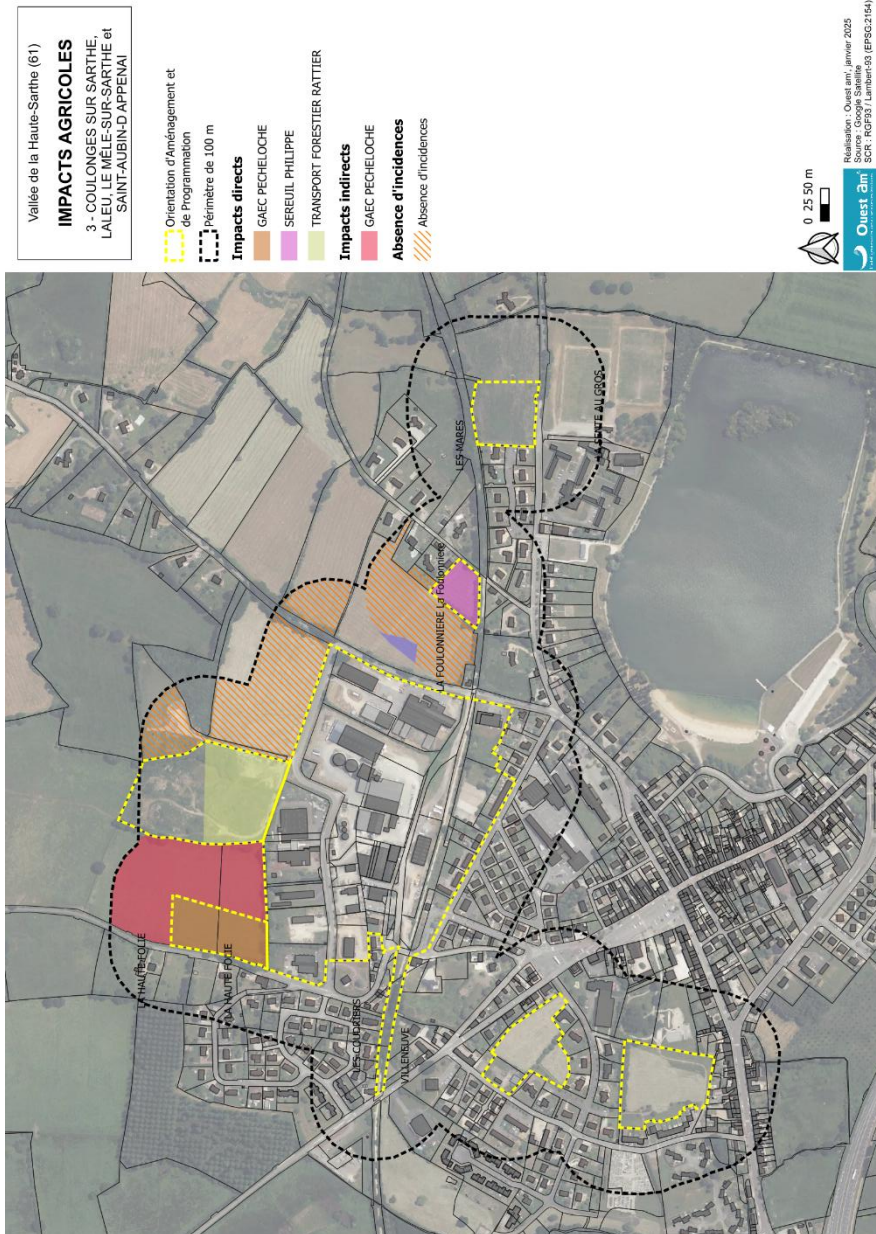 Vallée de la Haute-Sarthe (61)
IMPACTS AGRICOLES
3 - COULONGES SUR SARTHE,
LALEU, LE MÊLE-SUR-SARTHE et
SAINT-AUBIN-D APPENAI
Orientation d'Aménagement et
de Programmation
Périmètre de 100 m
Impacts directs
GAEC PECHELOCHE
SEREUIL PHILIPPE
TRANSPORT FORESTIER RATTIER
Impacts indirects
GAEC PECHELOCHE
Absence d'incidences
Absence d'incidences
0 25 50 m
Ouest am'
Réalisation : Ouest am', janvier 2025
Source : Google Satellite
SCR : RGF93 / Lambert-93 (EPSG:2154)
LA HAUTE FOLIE
LA HAUTE FOLIE
LES COUDRIERS
VILLENEUVE
LA FOULONNIERE La Foulonniere
LES MARES
LA SENTE AU GROS